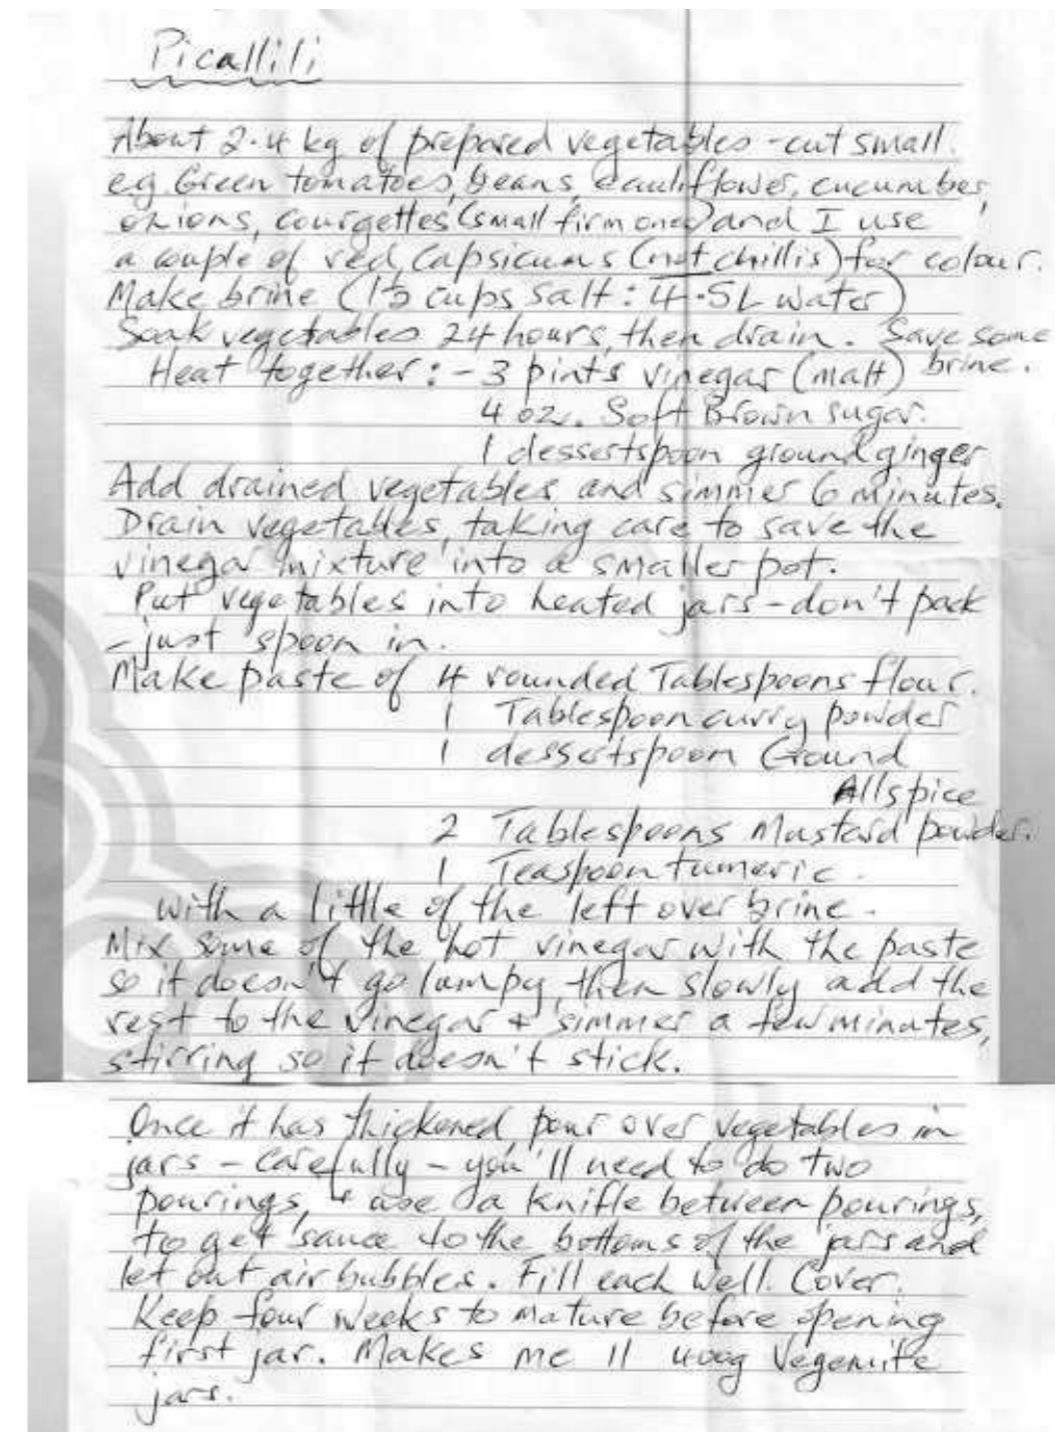 Picallili
About 2.4 kg of prepared vegetables - cut small.
eg Green tomatoes, beans, cauliflower, cucumber,
onions, courgettes (small firm ones) and I use
a couple of red Capsicums (not chillis) for colour.
Make brine (1½ cups salt : 4.5L water)
Soak vegetables 24 hours, then drain. Save some
brine.
Heat together :- 3 pints vinegar (malt)
4 oz. Soft Brown sugar.
1 dessertspoon ground ginger
Add drained vegetables and simmer 6 minutes.
Drain vegetables, taking care to save the
vinegar mixture into a smaller pot.
Put vegetables into heated jars - don't pack
- just spoon in.
Make paste of 4 rounded Tablespoons flour.
1 Tablespoon curry powder
1 dessertspoon Ground
Allspice
2 Tablespoons Mustard powder.
1 Teaspoon tumeric.
with a little of the left over brine.
Mix some of the hot vinegar with the paste
so it doesn't go lumpy, then slowly add the
rest to the vinegar & simmer a few minutes,
stirring so it doesn't stick.
Once it has thickened, pour over vegetables in
jars - carefully - you'll need to do two
pourings, & use a knifle between pourings,
to get sauce to the bottoms of the jars and
let out air bubbles. Fill each well. Cover.
Keep four weeks to mature before opening
first jar. Makes me 11 400g Vegemite
jars.